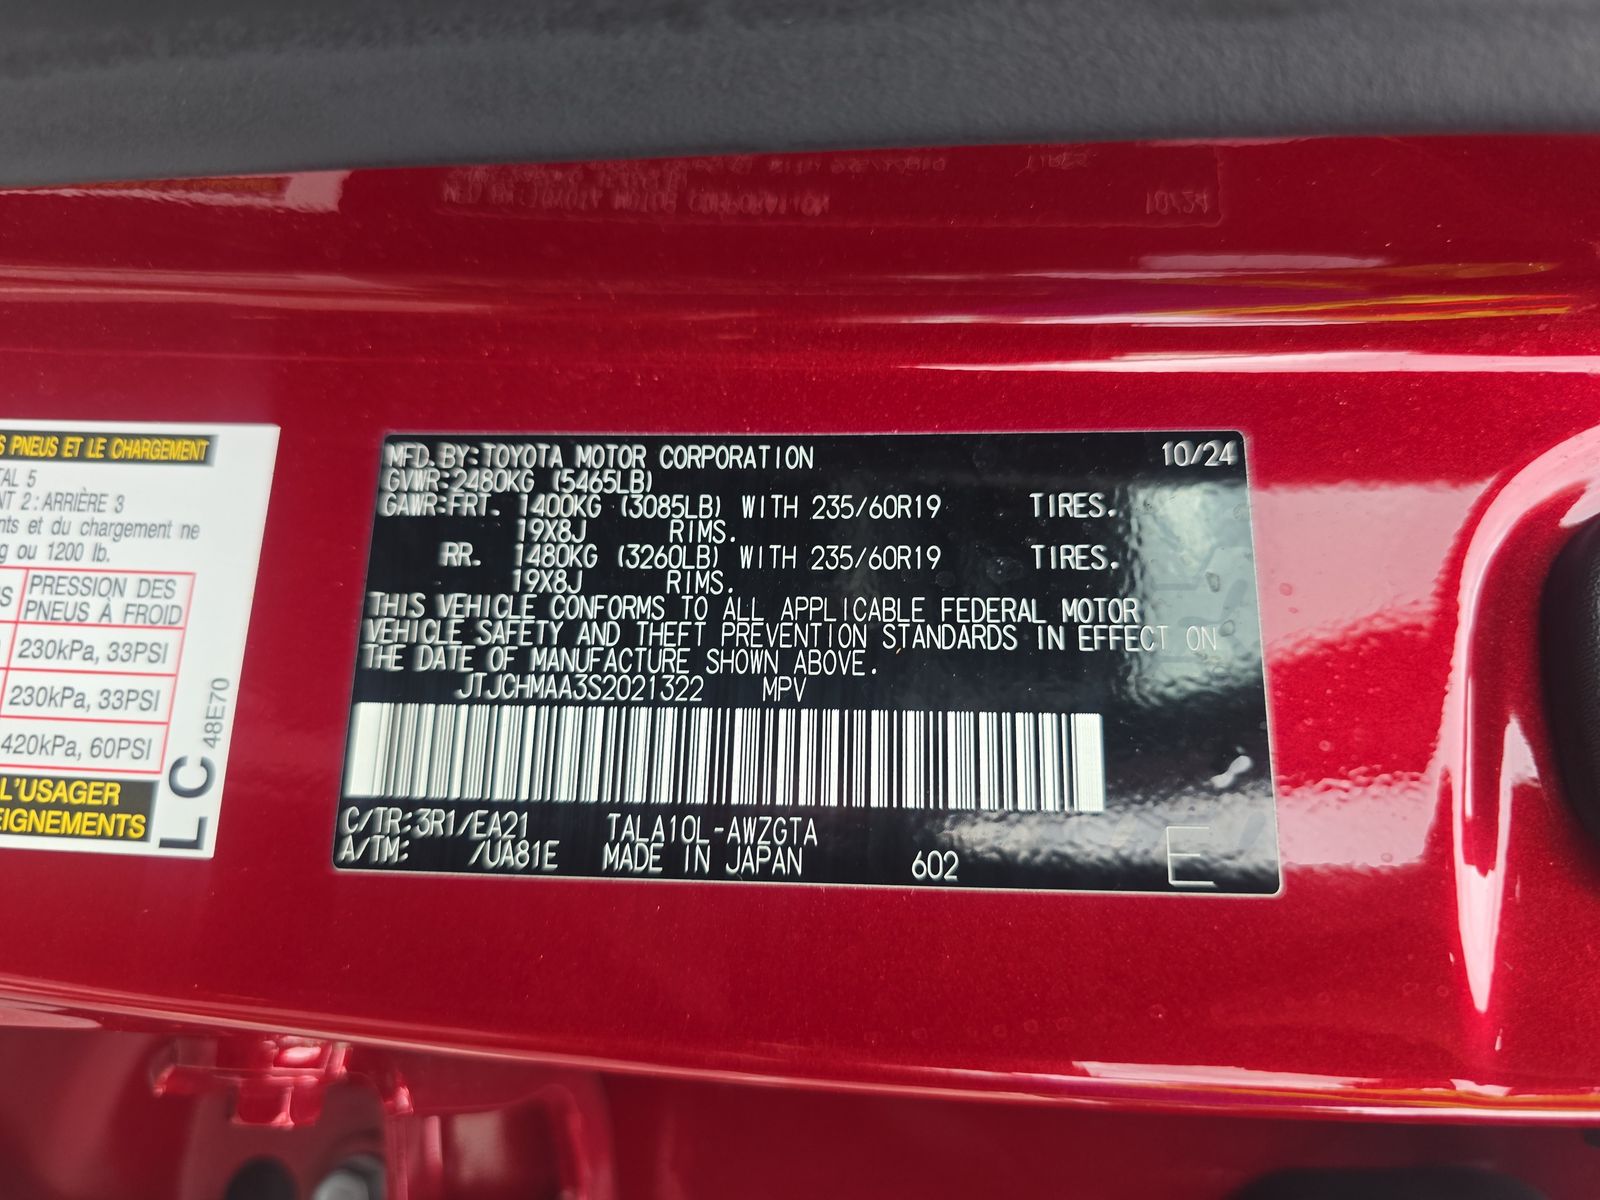 S PNEUS ET LE CHARGEMENT
TAL 5
NT 2: ARRIÈRE 3
nts et du chargement ne
g ou 1200 lb.
S PRESSION DES
PNEUS À FROID
230kPa, 33PSI
230kPa, 33PSI
420kPa, 60PSI
L'USAGER
EIGNEMENTS
LC 48E70
MFD. BY: TOYOTA MOTOR CORPORATION 10/24
GVWR: 2480KG (5465LB)
GAWR: FRT. 1400KG (3085LB) WITH 235/60R19 TIRES.
19X8J RIMS.
RR. 1480KG (3260LB) WITH 235/60R19 TIRES.
19X8J RIMS.
THIS VEHICLE CONFORMS TO ALL APPLICABLE FEDERAL MOTOR
VEHICLE SAFETY AND THEFT PREVENTION STANDARDS IN EFFECT ON
THE DATE OF MANUFACTURE SHOWN ABOVE.
JTJCHMAA3S2021322 MPV
C/TR: 3R1/EA21 TALA10L-AWZGTA
A/TM: /UA81E MADE IN JAPAN 602 E